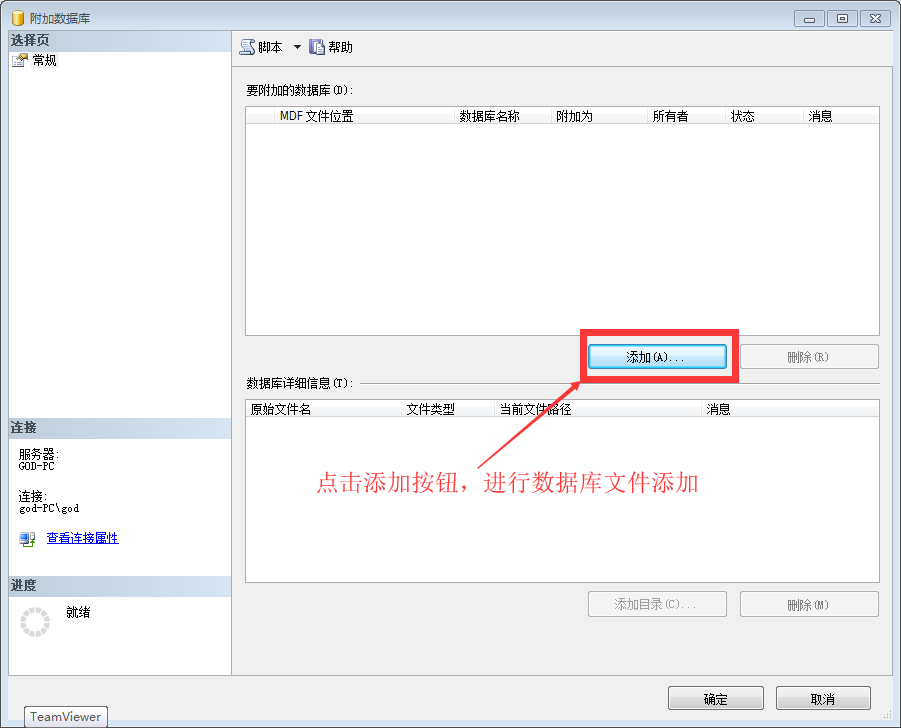 附加数据库
选择页
常规
脚本 帮助
要附加的数据库(D):
MDF 文件位置 数据库名称 附加为 所有者 状态 消息
添加(A)... 删除(R)
数据库详细信息(T):
原始文件名 文件类型 当前文件路径 消息
点击添加按钮，进行数据库文件添加
添加目录(C)... 删除(M)
连接
服务器:
GOD-PC
连接:
god-PC\god
查看连接属性
进度
就绪
确定 取消
TeamViewer